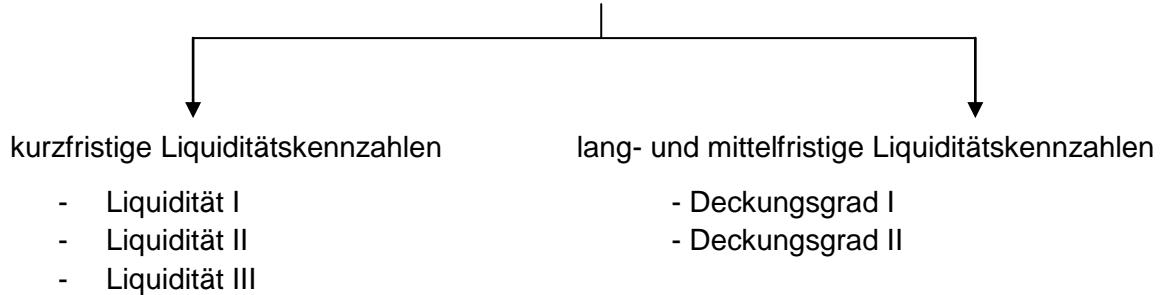 kurzfristige Liquiditätskennzahlen
- Liquidität I
- Liquidität II
- Liquidität III
lang- und mittelfristige Liquiditätskennzahlen
- Deckungsgrad I
- Deckungsgrad II